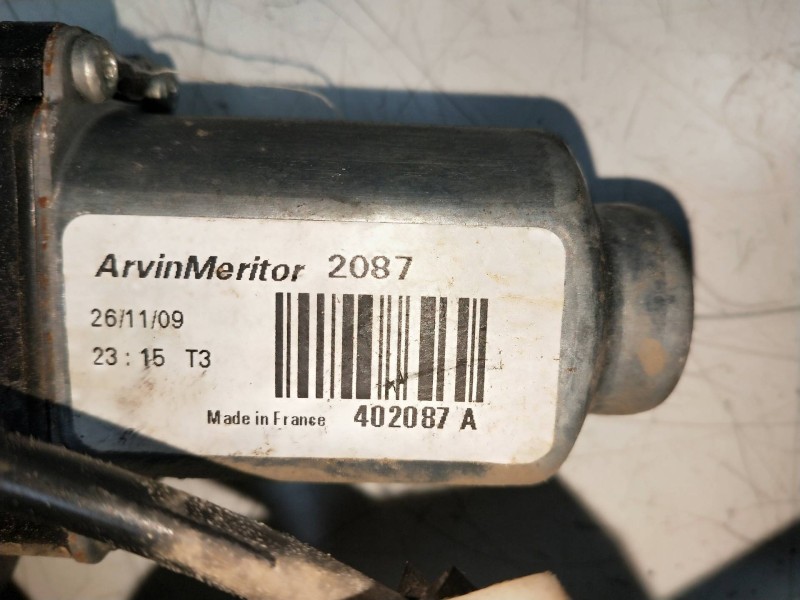 ArvinMeritor 2087
26/11/09
23 : 15 T3
Made in France 402087 A